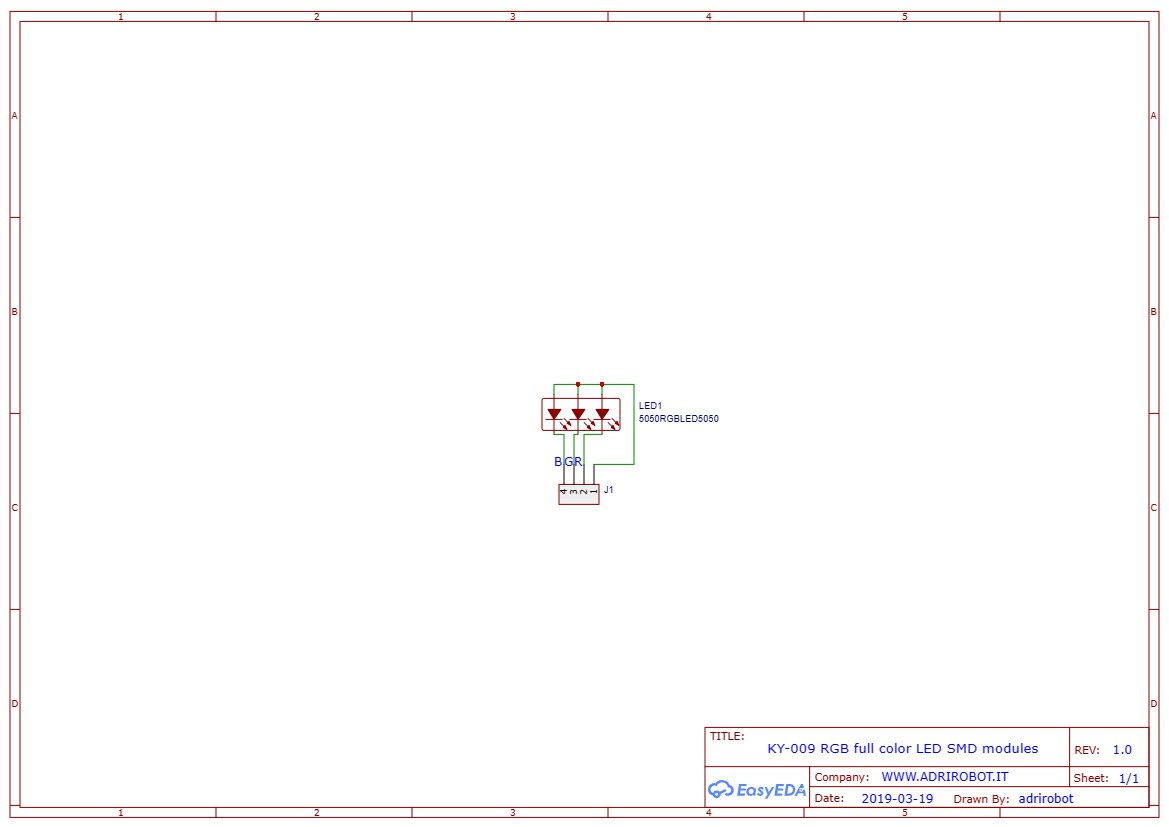 1 2 3 4 5
A A
B B
LED1
5050RGBLED5050
BGR
4 3 2 1 J1
C C
D D
TITLE:
KY-009 RGB full color LED SMD modules
REV: 1.0
EasyEDA
Company: WWW.ADRIROBOT.IT
Sheet: 1/1
Date: 2019-03-19 Drawn By: adrirobot
1 2 3 4 5